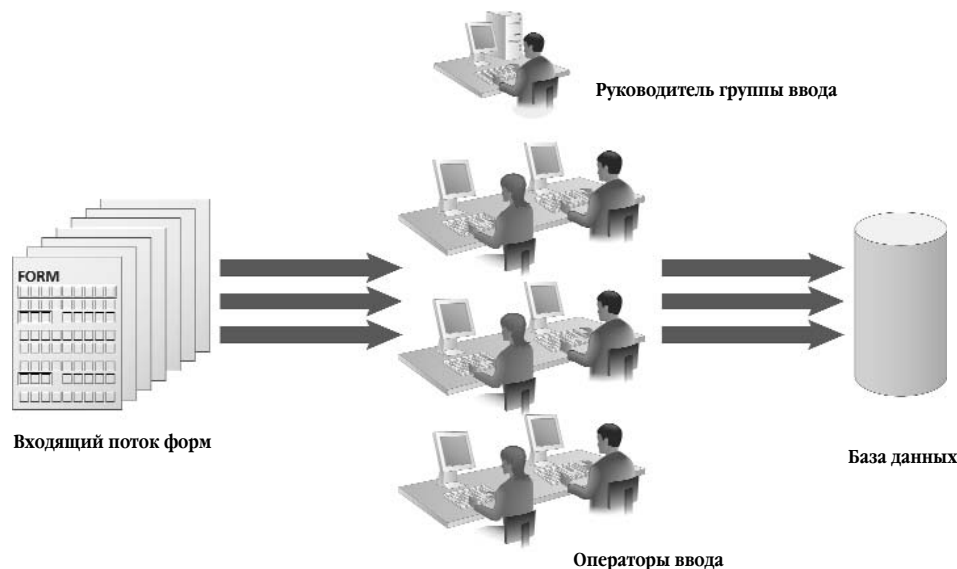 Руководитель группы ввода
FORM
Входящий поток форм
База данных
Операторы ввода